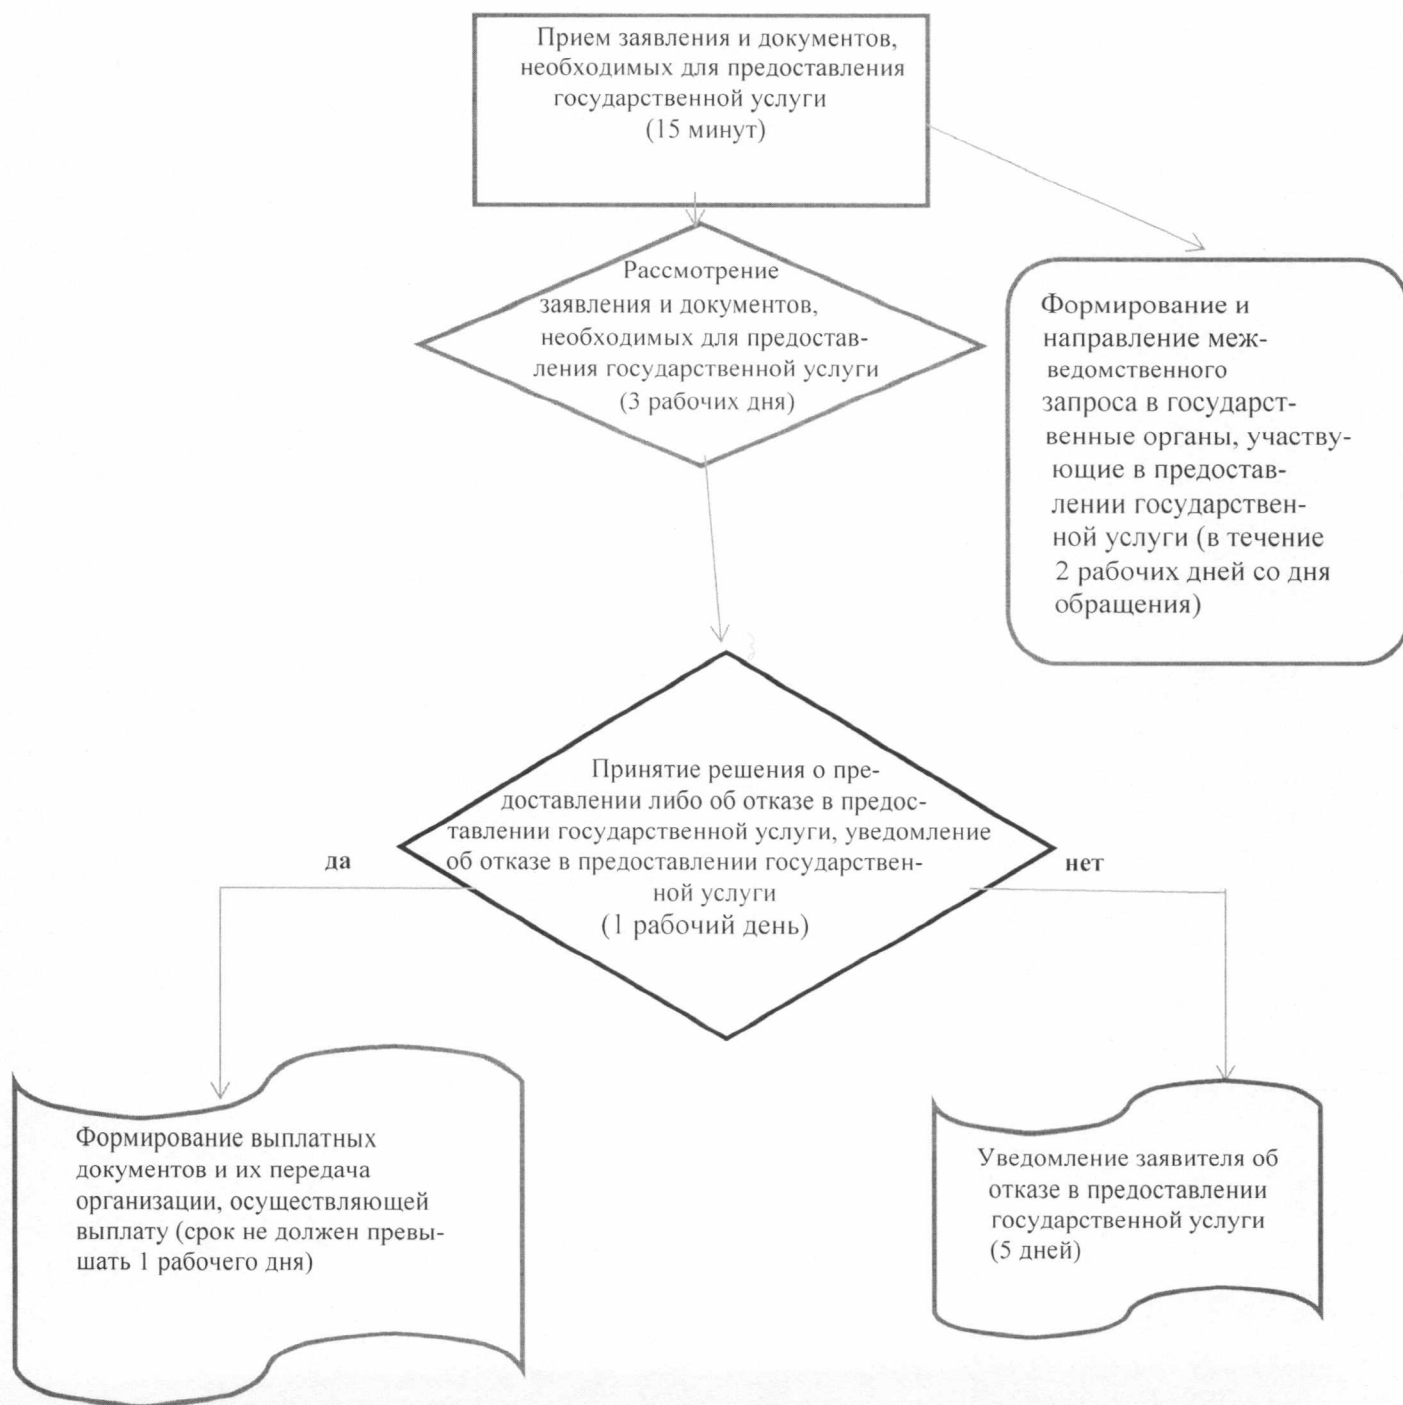 Прием заявления и документов,
необходимых для предоставления
государственной услуги
(15 минут)
Рассмотрение
заявления и документов,
необходимых для предостав-
ления государственной услуги
(3 рабочих дня)
Формирование и
направление меж-
ведомственного
запроса в государст-
венные органы, участву-
ющие в предостав-
лении государствен-
ной услуги (в течение
2 рабочих дней со дня
обращения)
Принятие решения о пре-
доставлении либо об отказе в предос-
тавлении государственной услуги, уведомление
об отказе в предоставлении государствен-
ной услуги
(1 рабочий день)
да
нет
Формирование выплатных
документов и их передача
организации, осуществляющей
выплату (срок не должен превы-
шать 1 рабочего дня)
Уведомление заявителя об
отказе в предоставлении
государственной услуги
(5 дней)